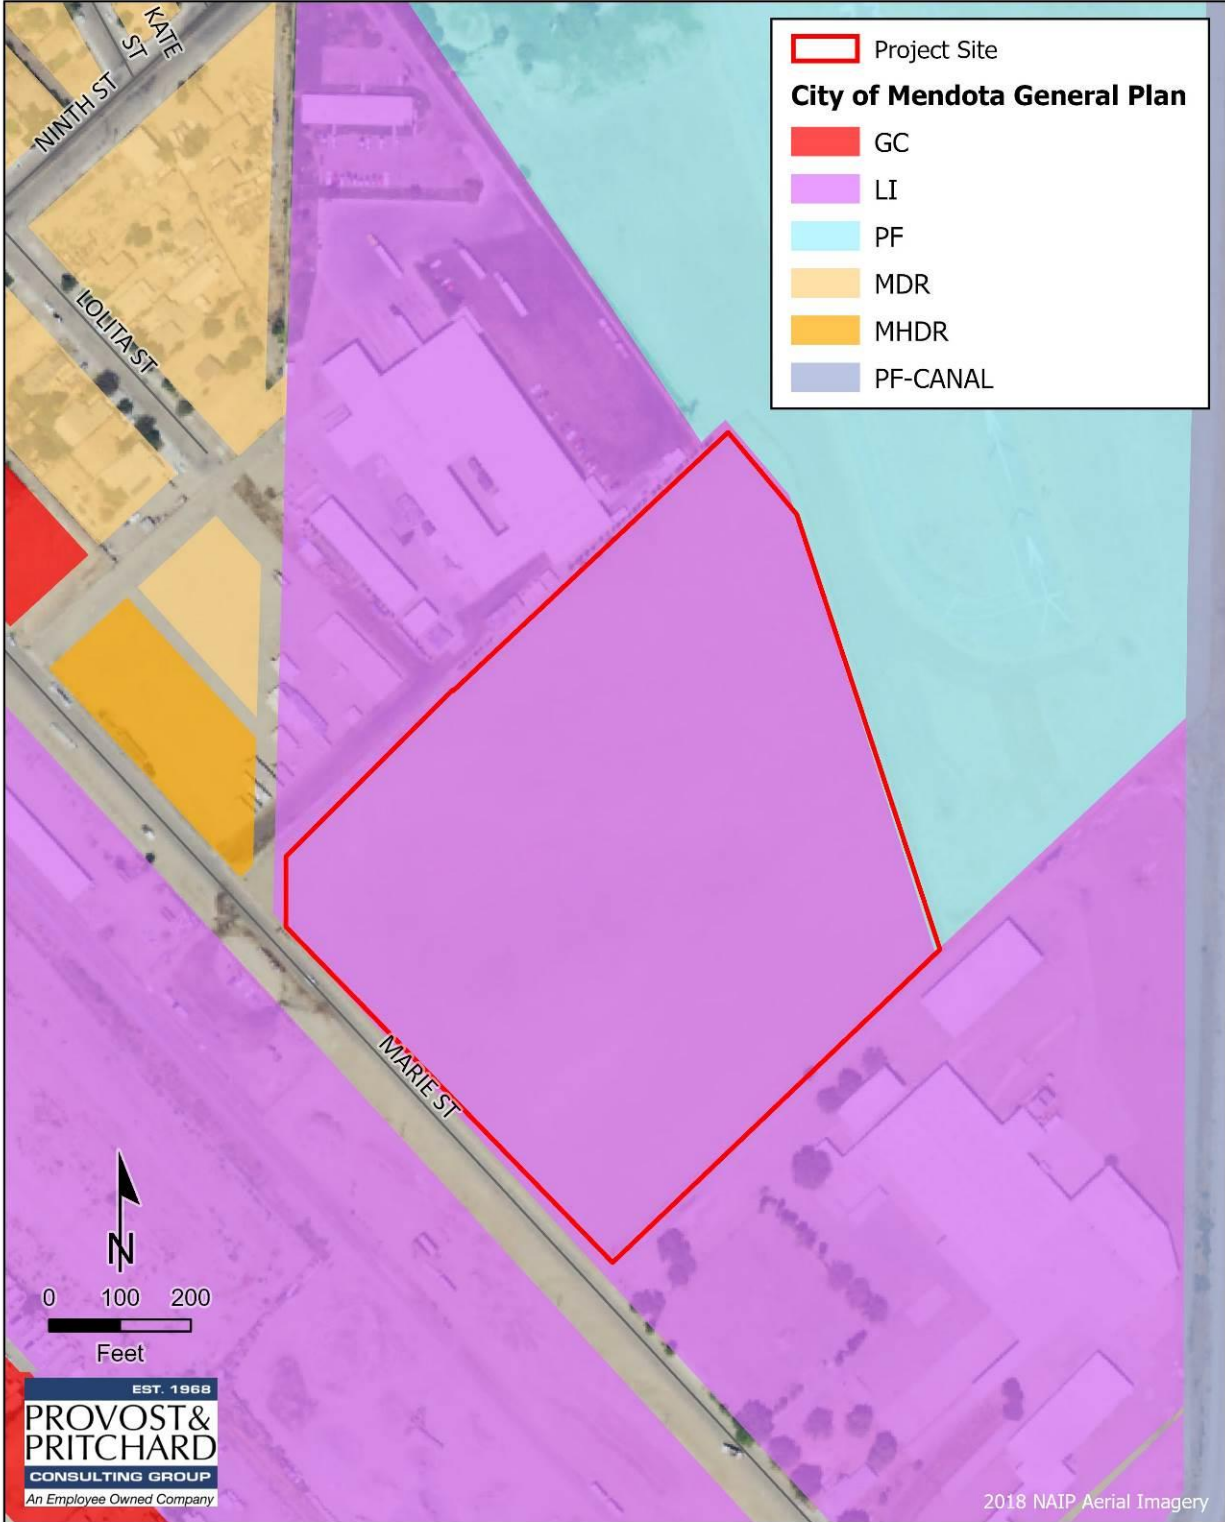 KATE
ST
NINTH ST
LOLITA ST
MARIE ST
Project Site
City of Mendota General Plan
GC
LI
PF
MDR
MHDR
PF-CANAL
N
0 100 200
Feet
EST. 1968
PROVOST&
PRITCHARD
CONSULTING GROUP
An Employee Owned Company
2018 NAIP Aerial Imagery